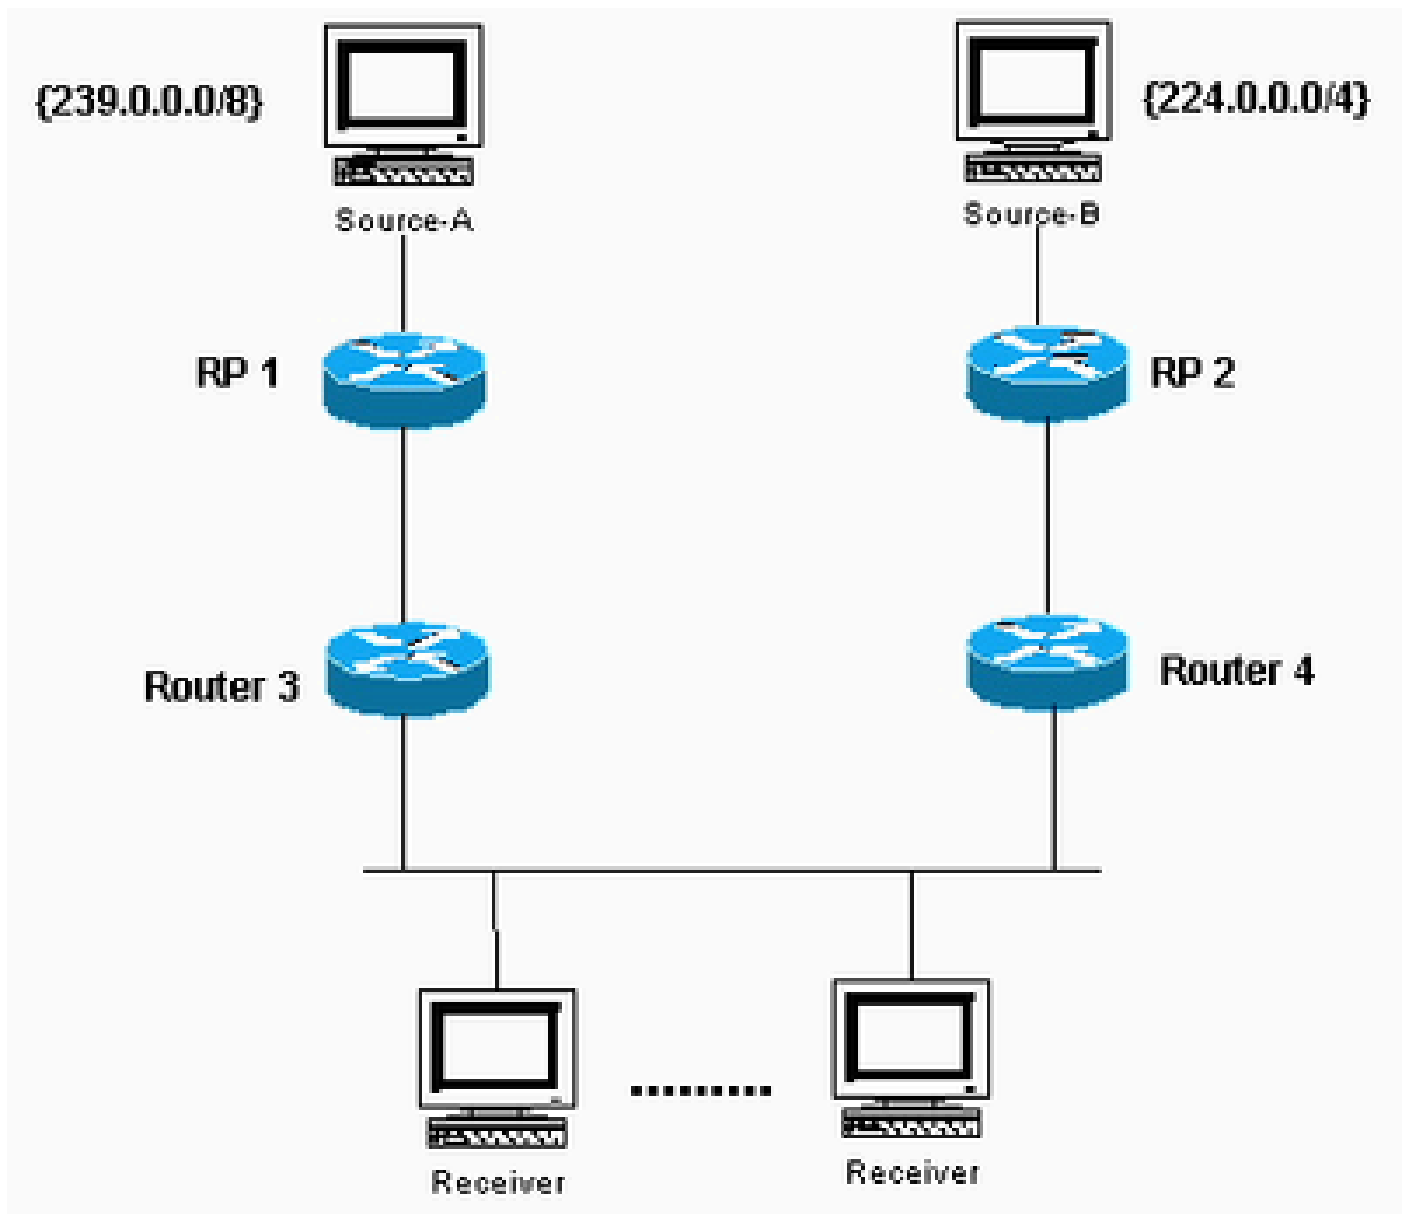 {239.0.0.0/8}
{224.0.0.0/4}
Source-A
Source-B
RP 1
RP 2
Router 3
Router 4
Receiver
Receiver